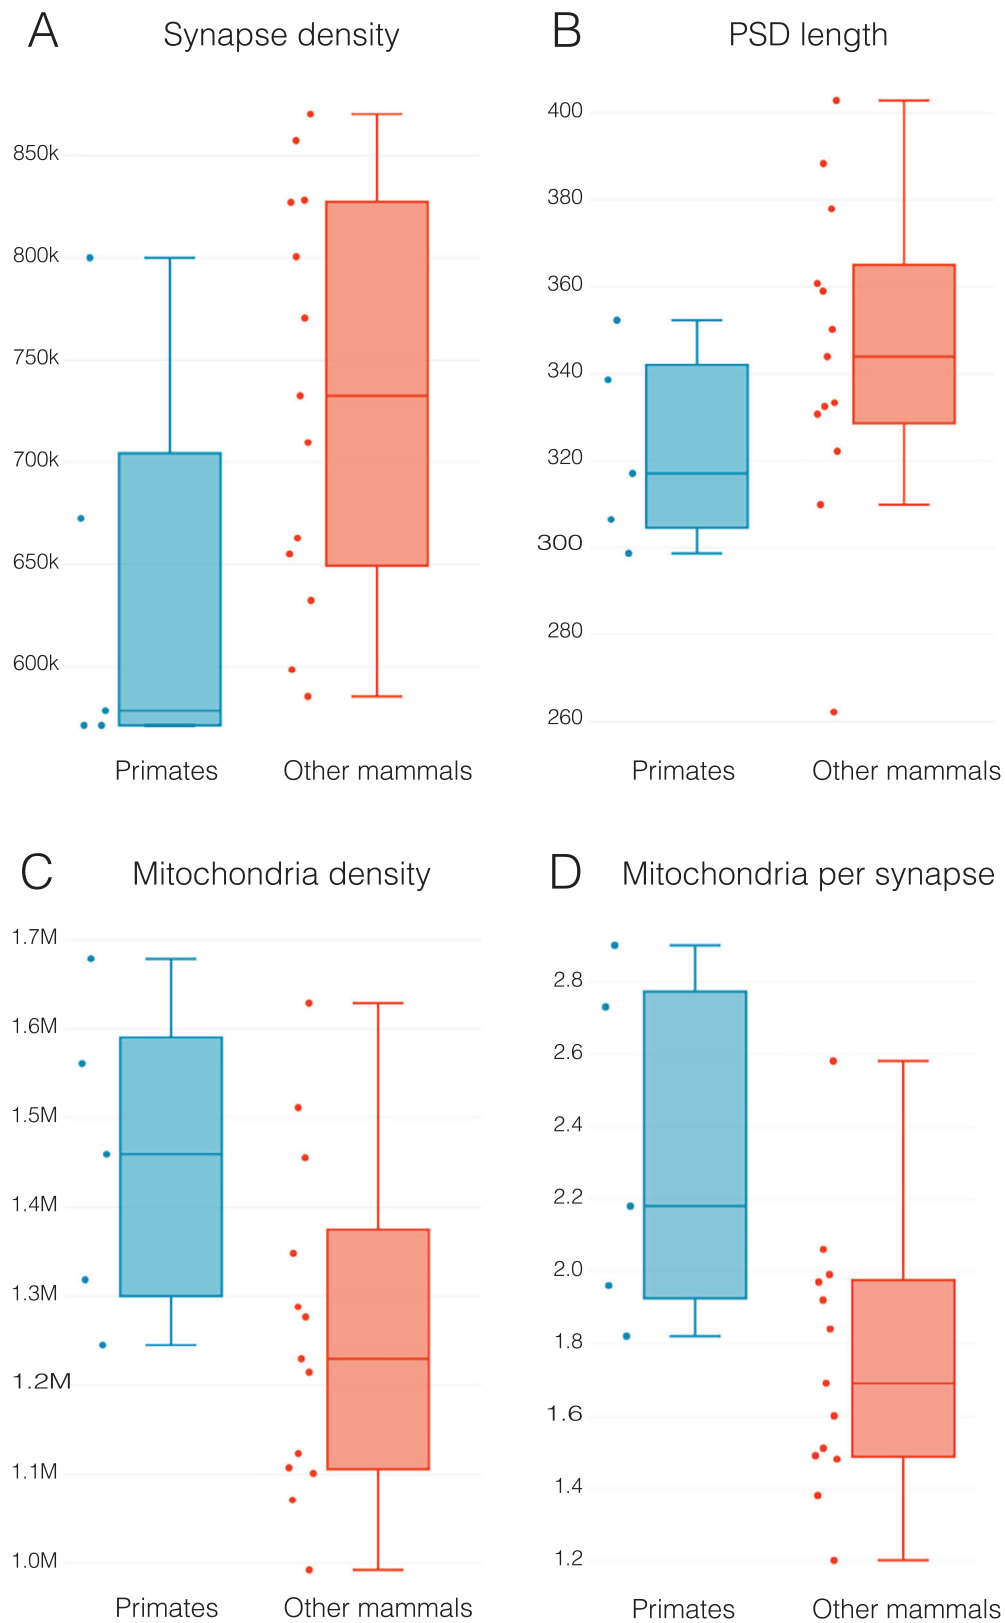 A Synapse density
850k
800k
750k
700k
650k
600k
Primates Other mammals
B PSD length
400
380
360
340
320
300
280
260
Primates Other mammals
C Mitochondria density
1.7M
1.6M
1.5M
1.4M
1.3M
1.2M
1.1M
1.0M
Primates Other mammals
D Mitochondria per synapse
2.8
2.6
2.4
2.2
2.0
1.8
1.6
1.4
1.2
Primates Other mammals